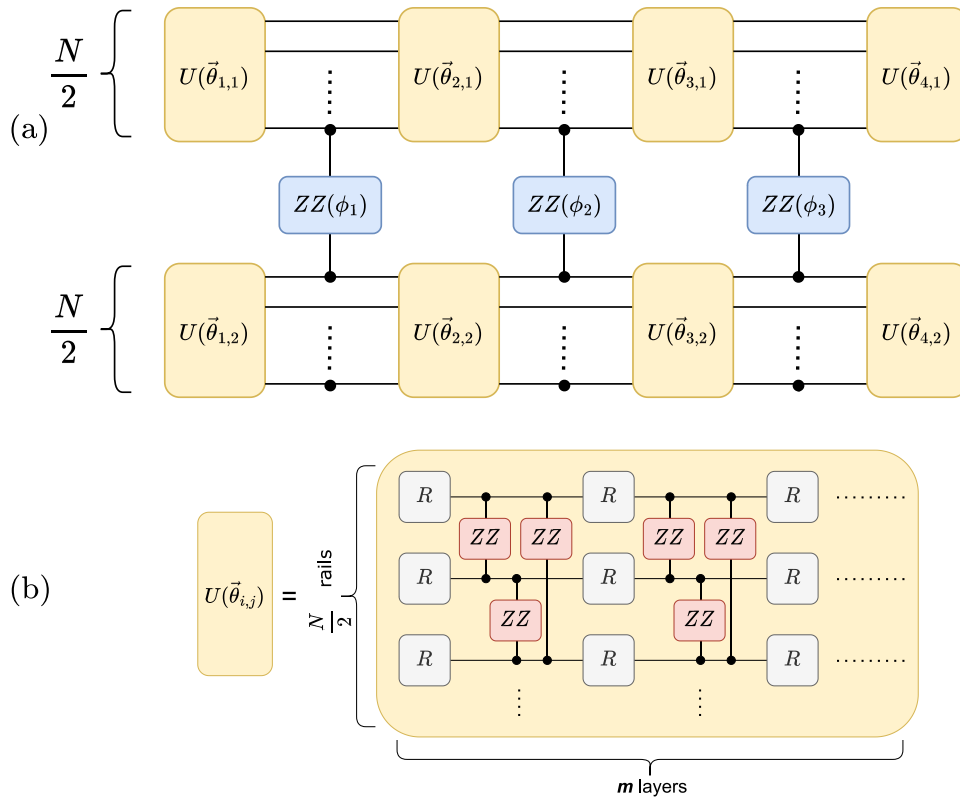 N/2
U(θ⃗1,1)
U(θ⃗2,1)
U(θ⃗3,1)
U(θ⃗4,1)
(a)
ZZ(ϕ1)
ZZ(ϕ2)
ZZ(ϕ3)
N/2
U(θ⃗1,2)
U(θ⃗2,2)
U(θ⃗3,2)
U(θ⃗4,2)
(b)
U(θ⃗i,j)
=
N/2 rails
R
R
R
ZZ
ZZ
ZZ
ZZ
R
R
R
ZZ
ZZ
R
R
R
m layers